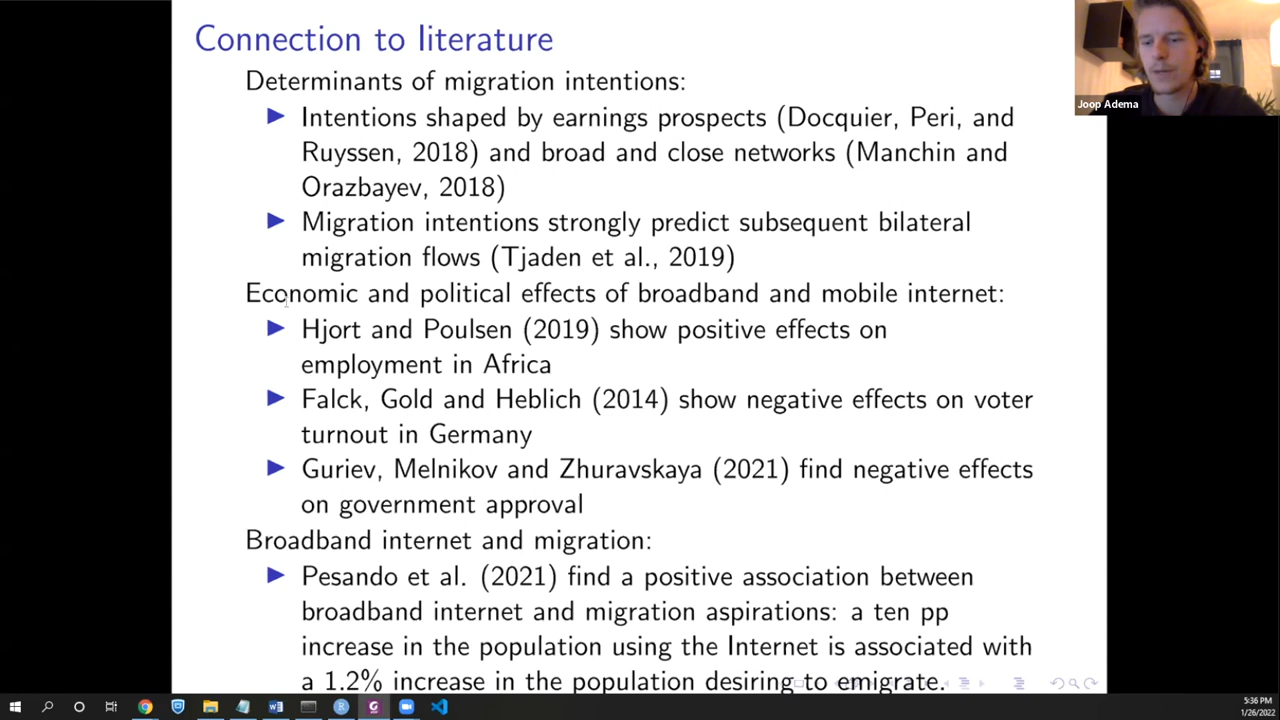 Connection to literature
Joop Adema
Determinants of migration intentions:
Intentions shaped by earnings prospects (Docquier, Peri, and
Ruyssen, 2018) and broad and close networks (Manchin and
Orazbayev, 2018)
Migration intentions strongly predict subsequent bilateral
migration flows (Tjaden et al., 2019)
Economic and political effects of broadband and mobile internet:
Hjort and Poulsen (2019) show positive effects on
employment in Africa
Falck, Gold and Heblich (2014) show negative effects on voter
turnout in Germany
Guriev, Melnikov and Zhuravskaya (2021) find negative effects
on government approval
Broadband internet and migration:
Pesando et al. (2021) find a positive association between
broadband internet and migration aspirations: a ten pp
increase in the population using the Internet is associated with
a 1.2% increase in the population desiring to emigrate.
5:36 PM
1/26/2022